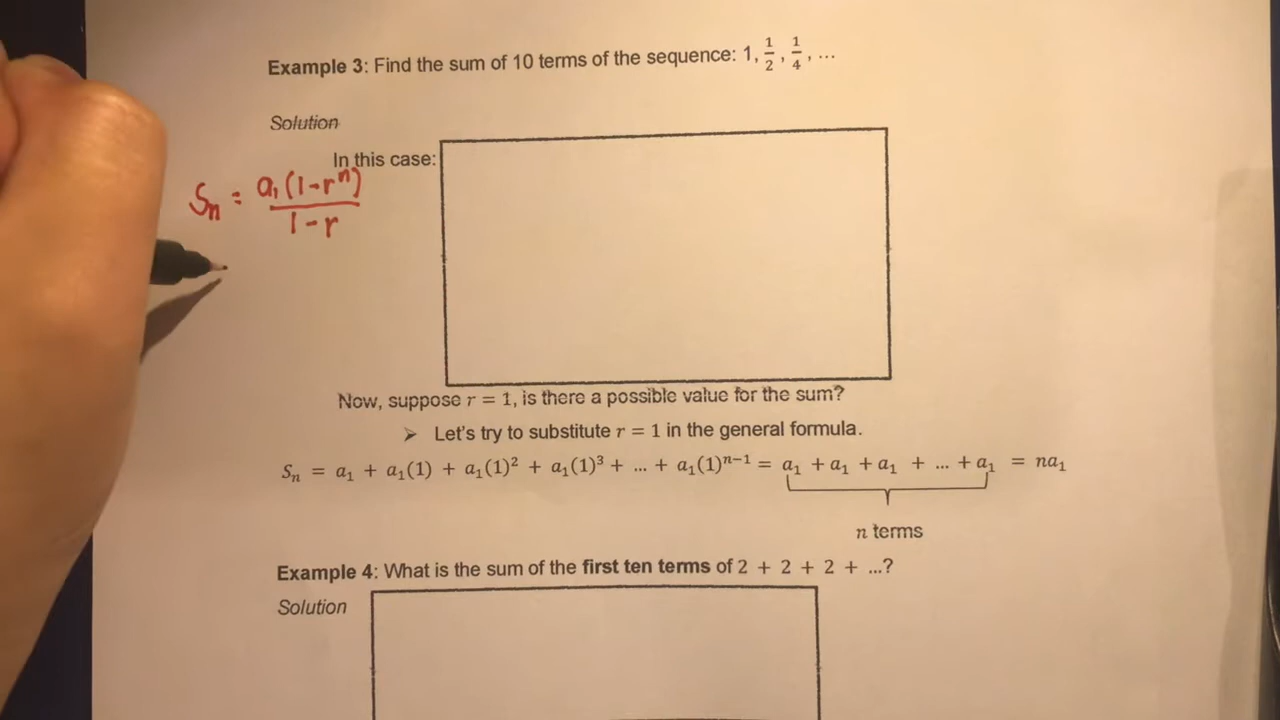 Example 3: Find the sum of 10 terms of the sequence: 1, 1/2, 1/4, ...
Solution
In this case:
Sn = a₁(1-rⁿ)/1-r
Now, suppose r = 1, is there a possible value for the sum?
➢ Let's try to substitute r = 1 in the general formula.
Sₙ = a₁ + a₁(1) + a₁(1)² + a₁(1)³ + ... + a₁(1)ⁿ⁻¹ = a₁ + a₁ + a₁ + ... + a₁ = na₁
n terms
Example 4: What is the sum of the first ten terms of 2 + 2 + 2 + ...?
Solution